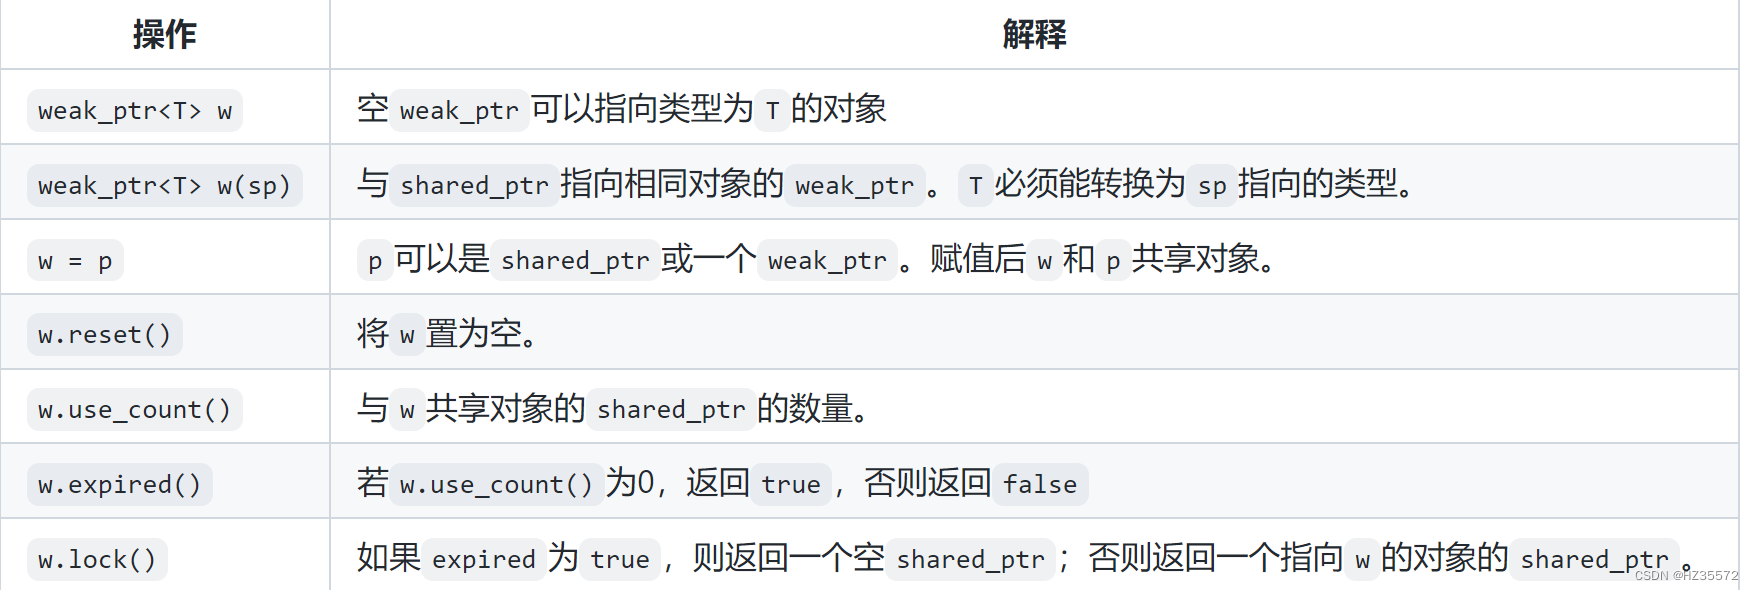 操作 解释
weak_ptr<T> w 空 weak_ptr 可以指向类型为 T 的对象
weak_ptr<T> w(sp) 与 shared_ptr 指向相同对象的 weak_ptr 。 T 必须能转换为 sp 指向的类型。
w = p p 可以是 shared_ptr 或一个 weak_ptr 。赋值后 w 和 p 共享对象。
w.reset() 将 w 置为空。
w.use_count() 与 w 共享对象的 shared_ptr 的数量。
w.expired() 若 w.use_count() 为0，返回 true ，否则返回 false
w.lock() 如果 expired 为 true ，则返回一个空 shared_ptr ；否则返回一个指向 w 的对象的 shared_ptr 。
CSDN @HZ35572